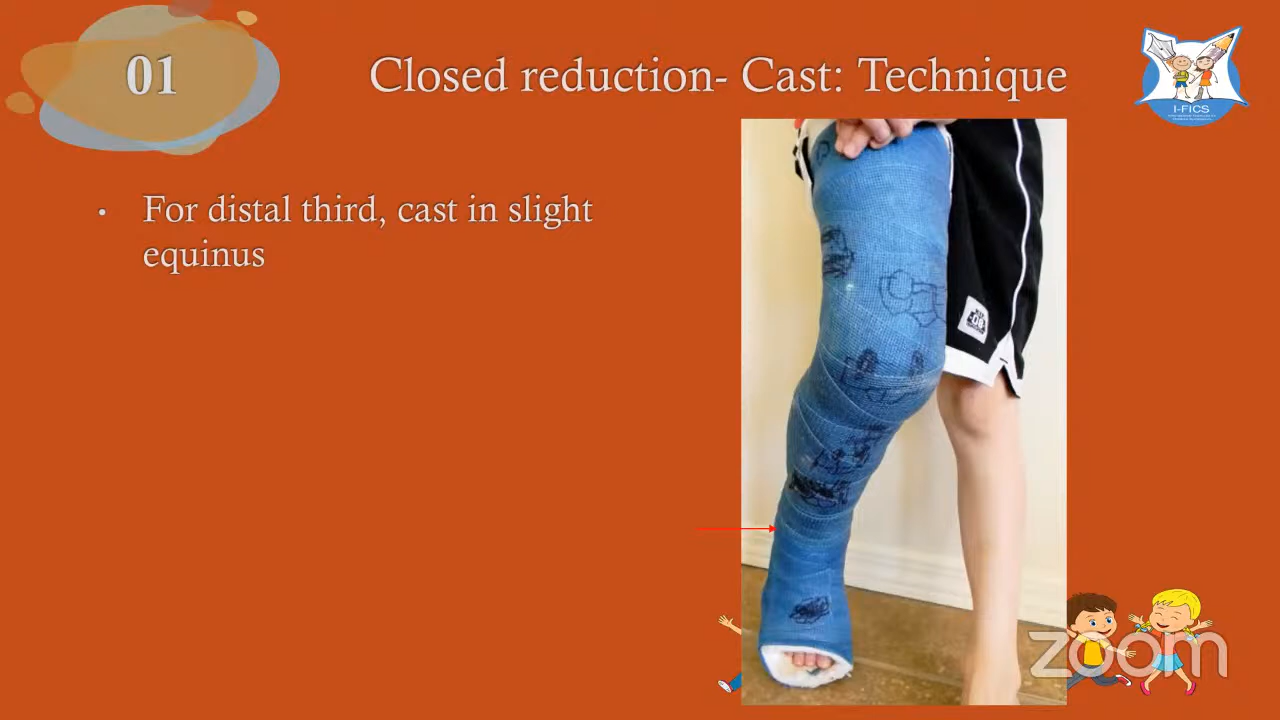 01
Closed reduction- Cast: Technique
I-FICS
• For distal third, cast in slight
equinus
zoom